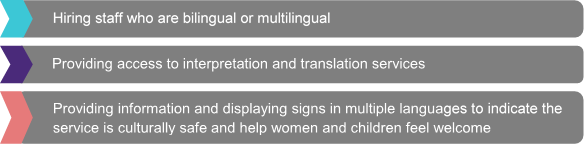 Hiring staff who are bilingual or multilingual
Providing access to interpretation and translation services
Providing information and displaying signs in multiple languages to indicate the
service is culturally safe and help women and children feel welcome